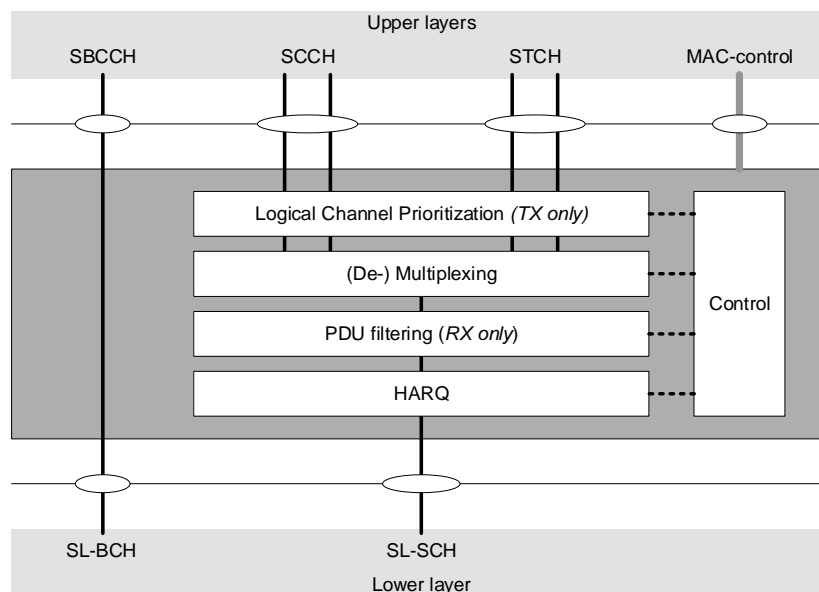 Upper layers
SBCCH SCCH STCH MAC-control
Logical Channel Prioritization (TX only)
(De-) Multiplexing
Control
PDU filtering (RX only)
HARQ
SL-BCH SL-SCH
Lower layer